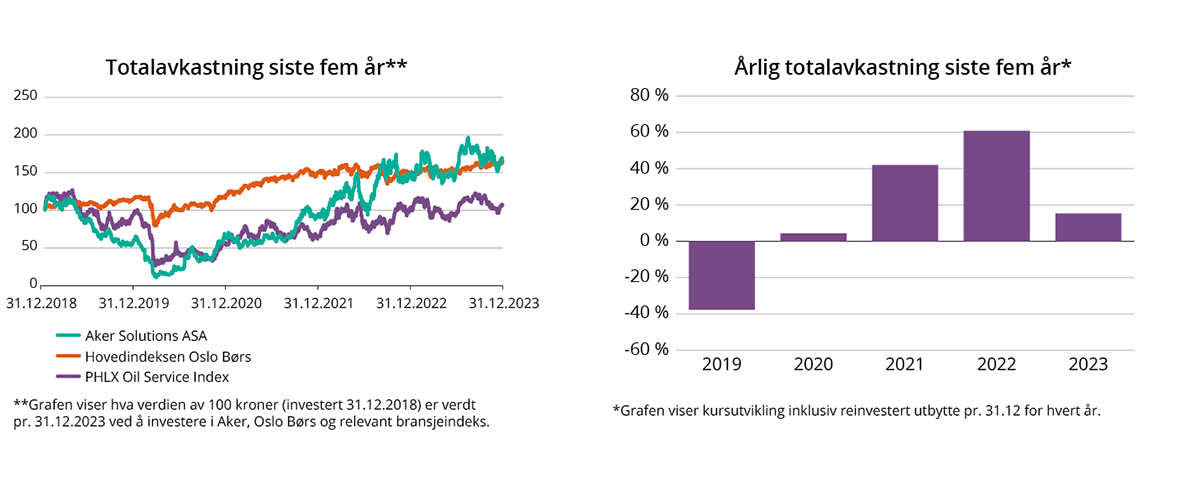 Totalavkastning siste fem år**
250
200
150
100
50
0
31.12.2018 31.12.2019 31.12.2020 31.12.2021 31.12.2022 31.12.2023
Aker Solutions ASA
Hovedindeksen Oslo Børs
PHLX Oil Service Index
**Grafen viser hva verdien av 100 kroner (investert 31.12.2018) er verdt
pr. 31.12.2023 ved å investere i Aker, Oslo Børs og relevant bransjeindeks.
Årlig totalavkastning siste fem år*
80 %
60 %
40 %
20 %
0 %
-20 %
-40 %
-60 %
2019 2020 2021 2022 2023
*Grafen viser kursutvikling inklusiv reinvestert utbytte pr. 31.12 for hvert år.